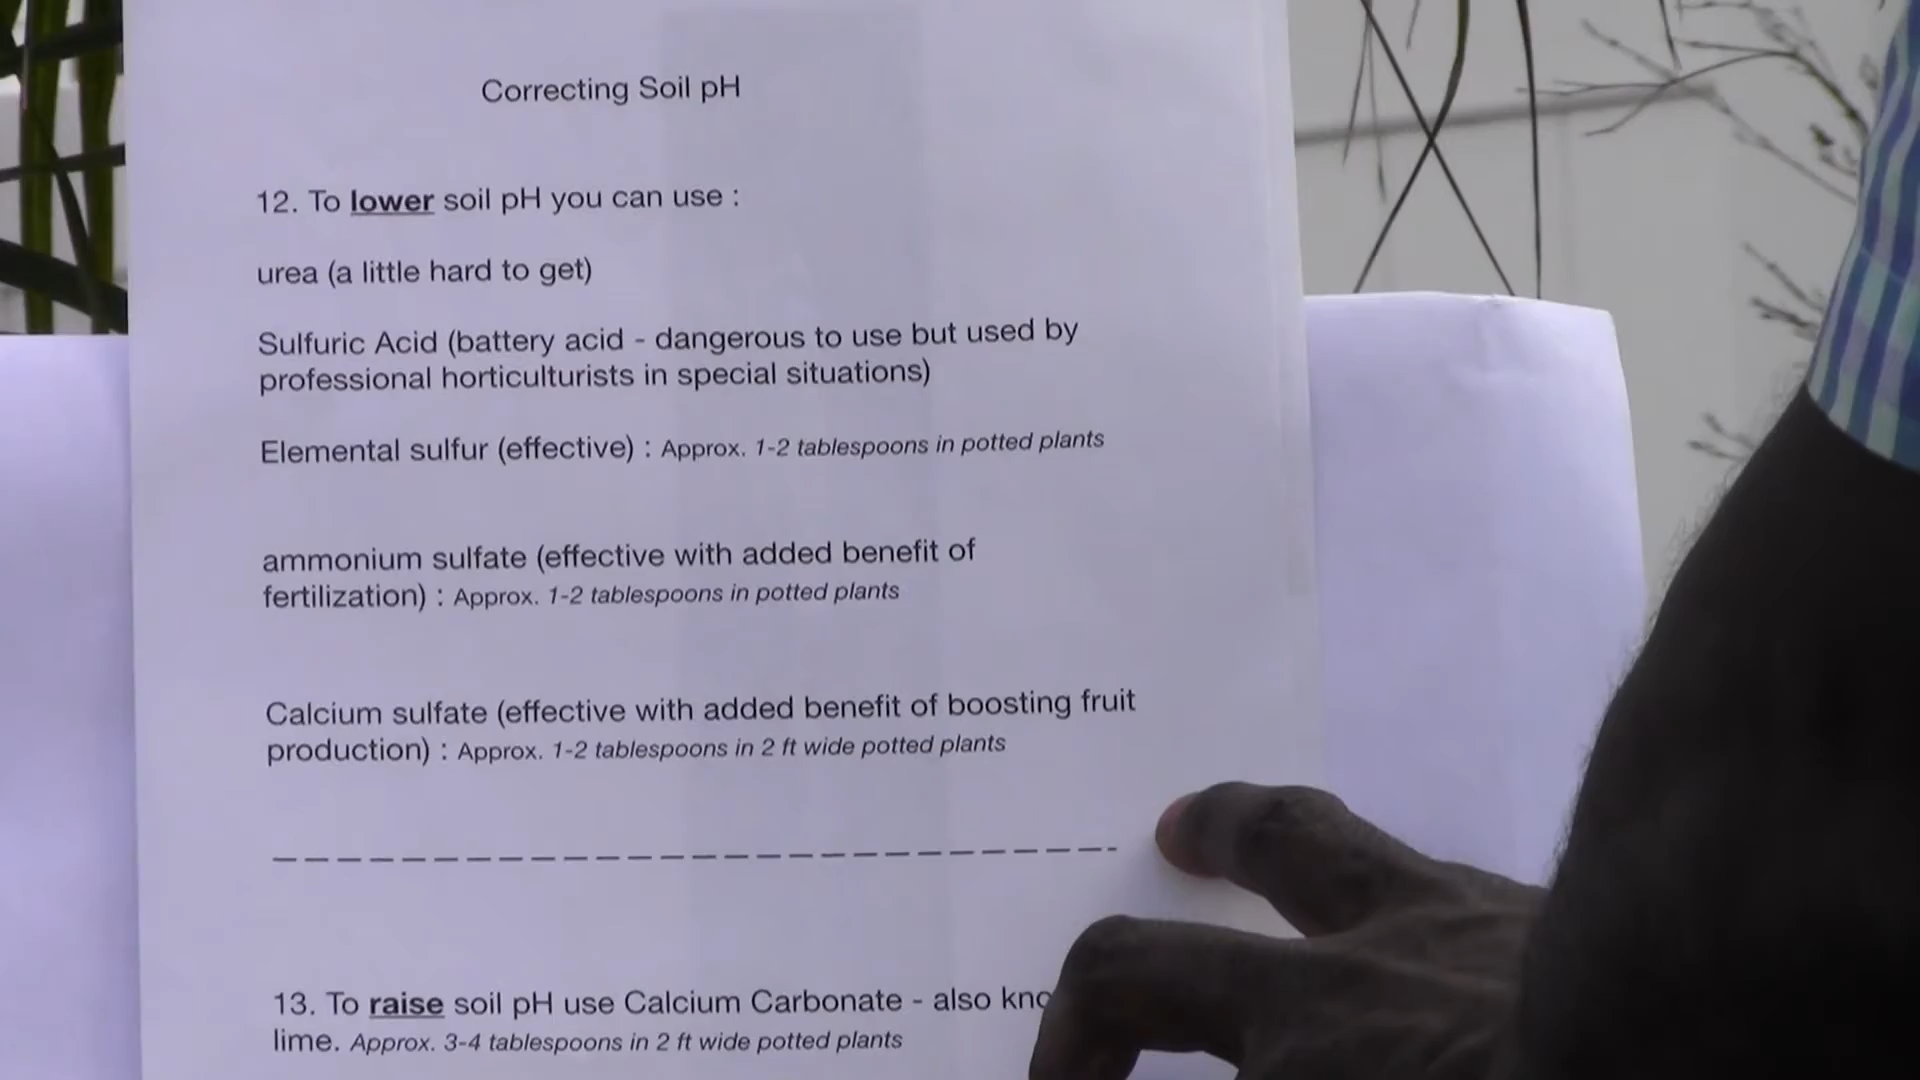 Correcting Soil pH
12. To lower soil pH you can use :
urea (a little hard to get)
Sulfuric Acid (battery acid - dangerous to use but used by
professional horticulturists in special situations)
Elemental sulfur (effective) : Approx. 1-2 tablespoons in potted plants
ammonium sulfate (effective with added benefit of
fertilization) : Approx. 1-2 tablespoons in potted plants
Calcium sulfate (effective with added benefit of boosting fruit
production) : Approx. 1-2 tablespoons in 2 ft wide potted plants
13. To raise soil pH use Calcium Carbonate - also
lime. Approx. 3-4 tablespoons in 2 ft wide potted plants